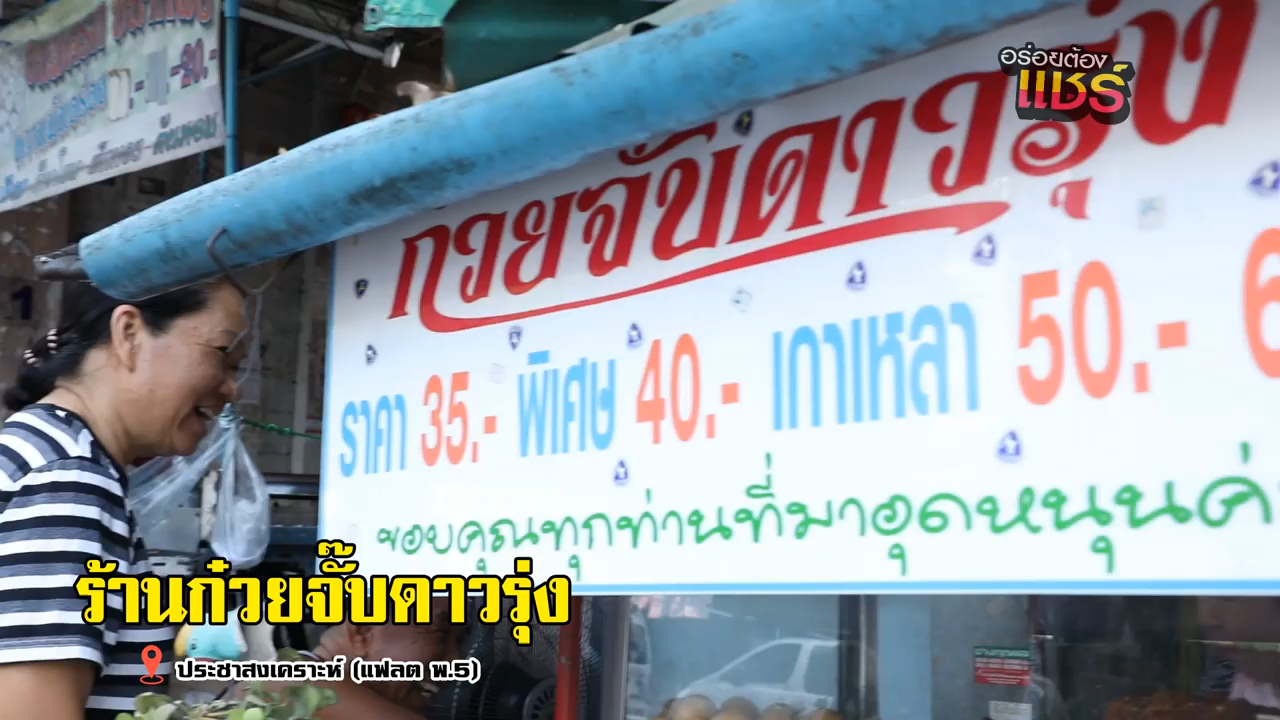 อร่อยต้อง
แชร์
-20.-
กวยจั๊บดาวรุ่ง
ราคา 35.- พิเศษ 40.- เกาเหลา 50.- 6
ขอบคุณทุกท่านที่มาอุดหนุนค่
ร้านก๋วยจั๊บดาวรุ่ง
ประชาสงเคราะห์ (แฟลต พ.5)